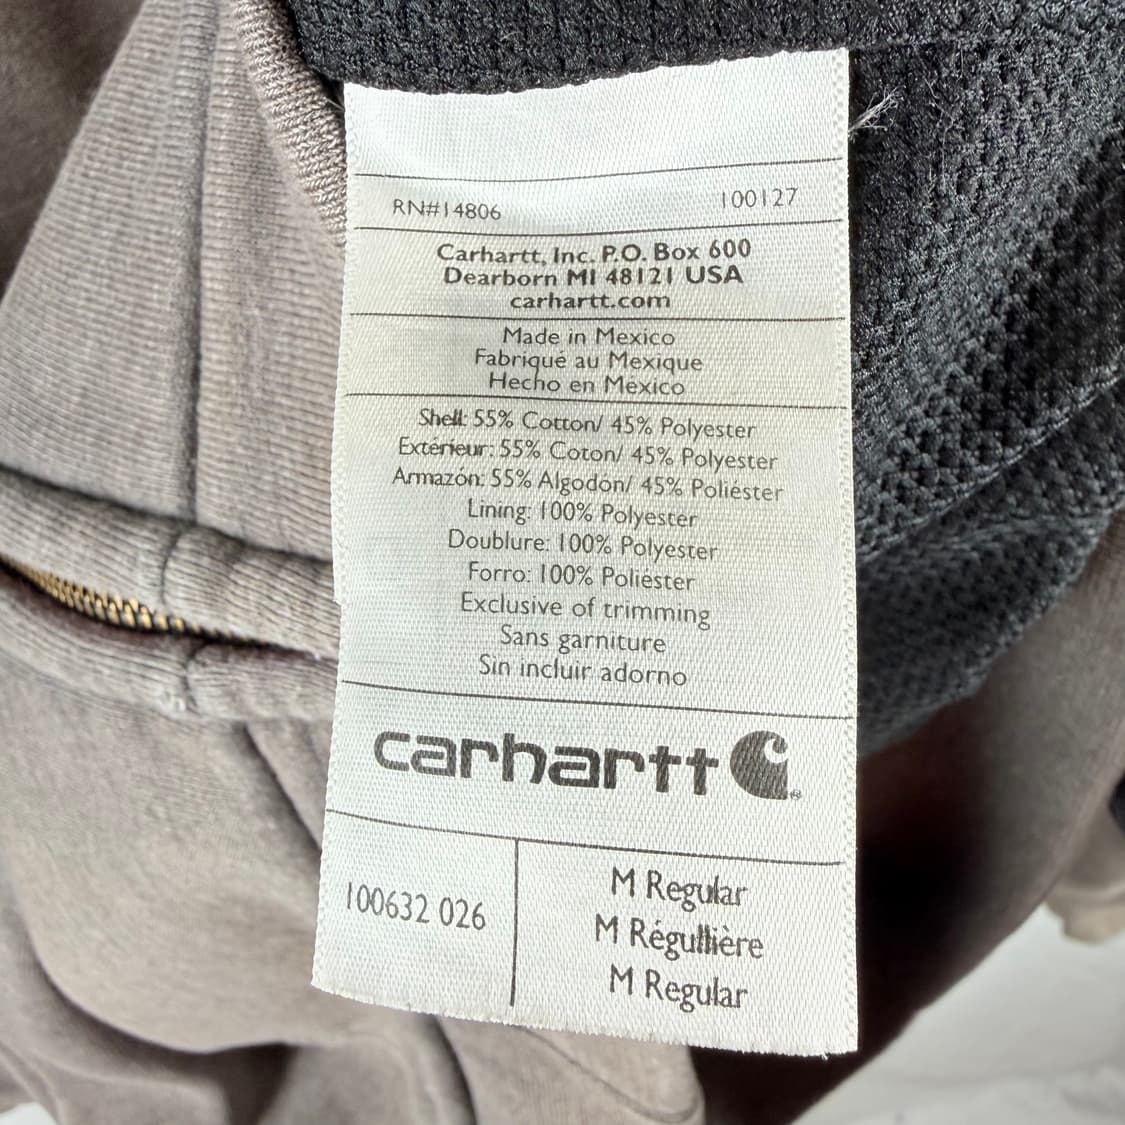 RN#14806 100127
Carhartt, Inc. P.O. Box 600
Dearborn MI 48121 USA
carhartt.com
Made in Mexico
Fabriqué au Mexique
Hecho en México
Shell: 55% Cotton/ 45% Polyester
Extérieur: 55% Coton/ 45% Polyester
Armazón: 55% Algodón/ 45% Poliéster
Lining: 100% Polyester
Doublure: 100% Polyester
Forro: 100% Poliéster
Exclusive of trimming
Sans garniture
Sin incluir adorno
carhartt
100632 026
M Regular
M Régullière
M Regular